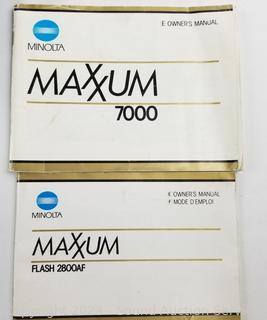 E OWNER'S MANUAL
MINOLTA
MAXXUM
7000
E OWNER'S MANUAL
F MODE D'EMPLOI
MINOLTA
MAXXUM
FLASH 2800AF